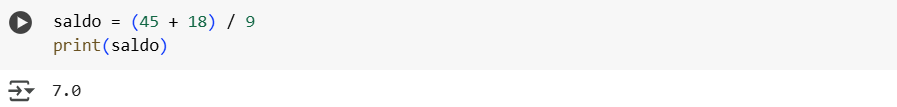 saldo = (45 + 18) / 9
print(saldo)
7.0